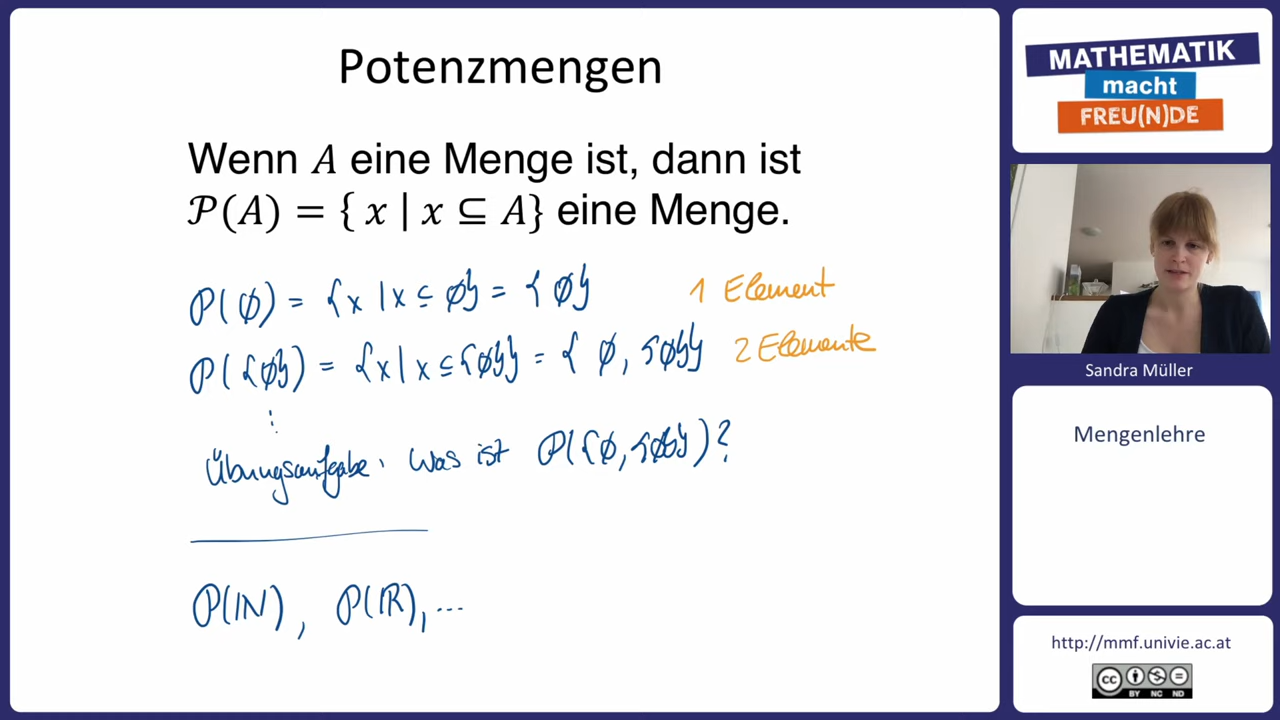 Potenzmengen
Wenn A eine Menge ist, dann ist
𝒫(A) = { x | x ⊆ A} eine Menge.
P(∅) = {x | x ⊆ ∅} = {∅} 1 Element
P({∅}) = {x | x ⊆ {∅}} = {∅, {∅}} 2 Elemente
⋮
Übungsaufgabe: Was ist P({∅, {∅}})?
P(ℕ), P(ℝ), ...
MATHEMATIK
macht
FREU(N)DE
Sandra Müller
Mengenlehre
http://mmf.univie.ac.at
cc
BY NC ND